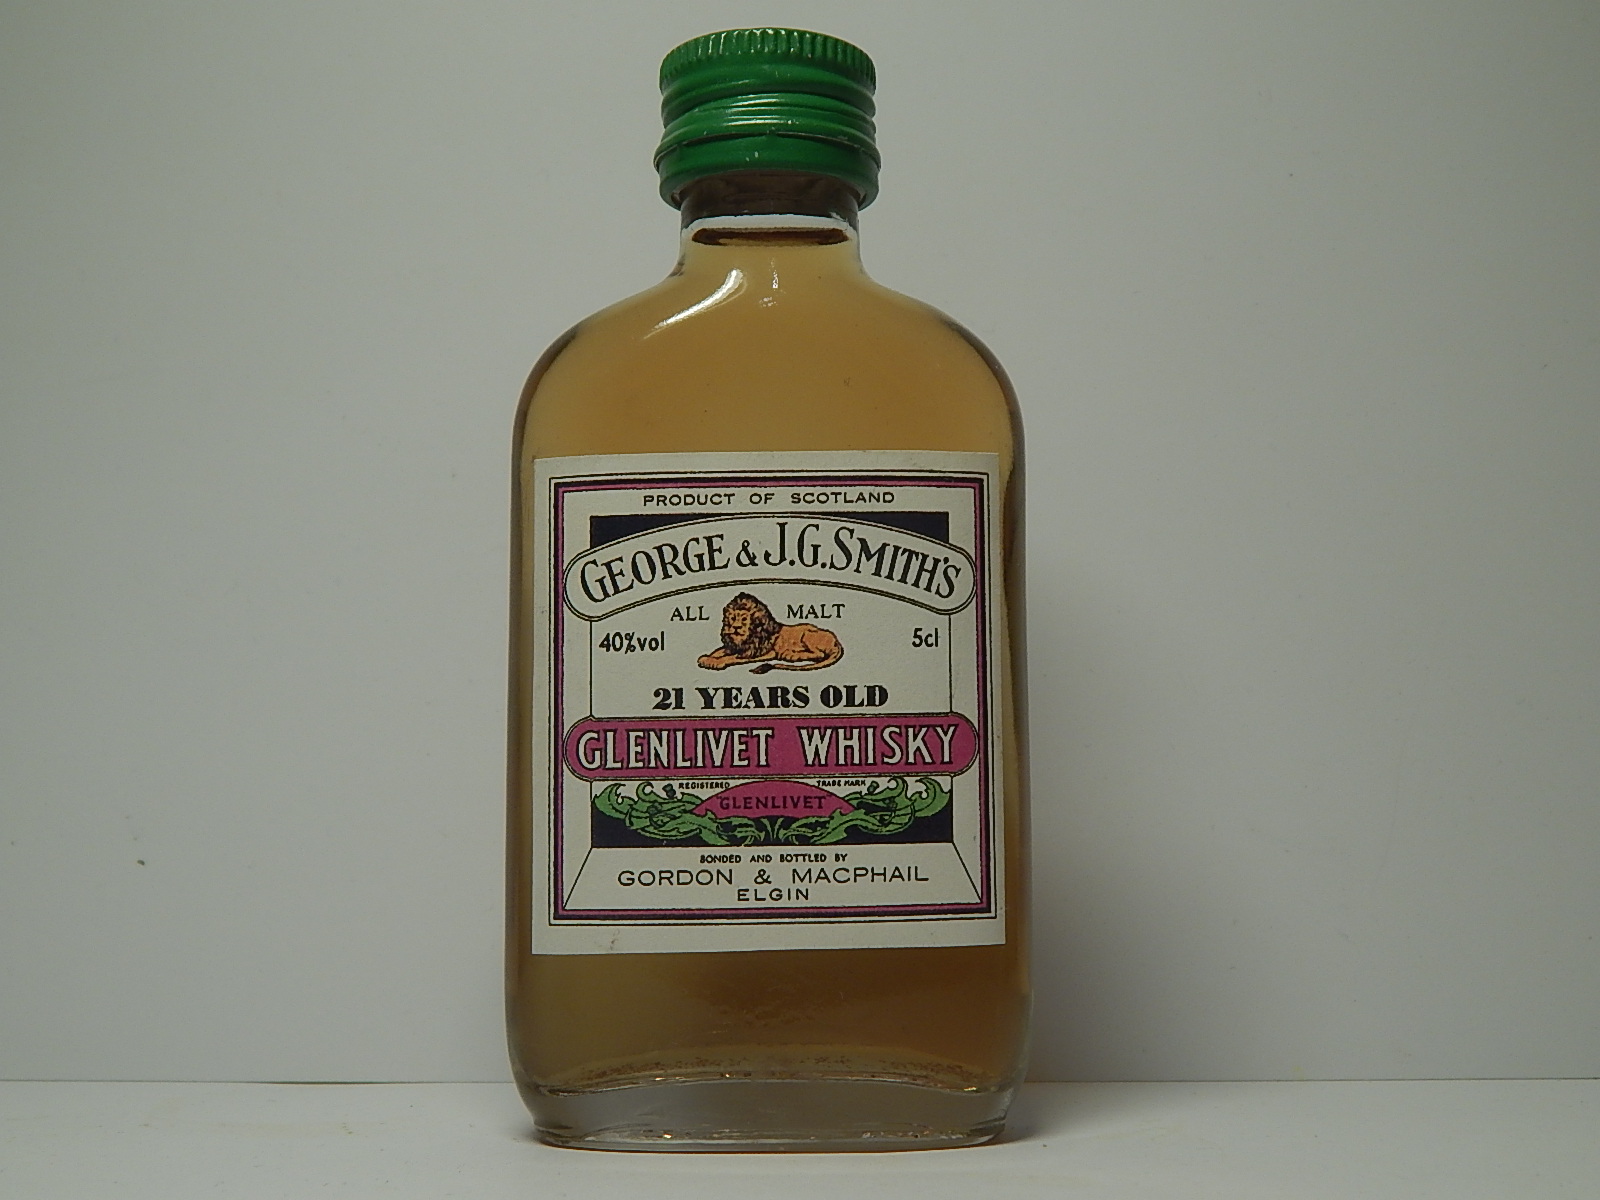 PRODUCT OF SCOTLAND
GEORGE & J.G. SMITH'S
ALL MALT
40%vol 5cl
21 YEARS OLD
GLENLIVET WHISKY
REGISTERED TRADE MARK
"GLENLIVET"
BONDED AND BOTTLED BY
GORDON & MACPHAIL
ELGIN